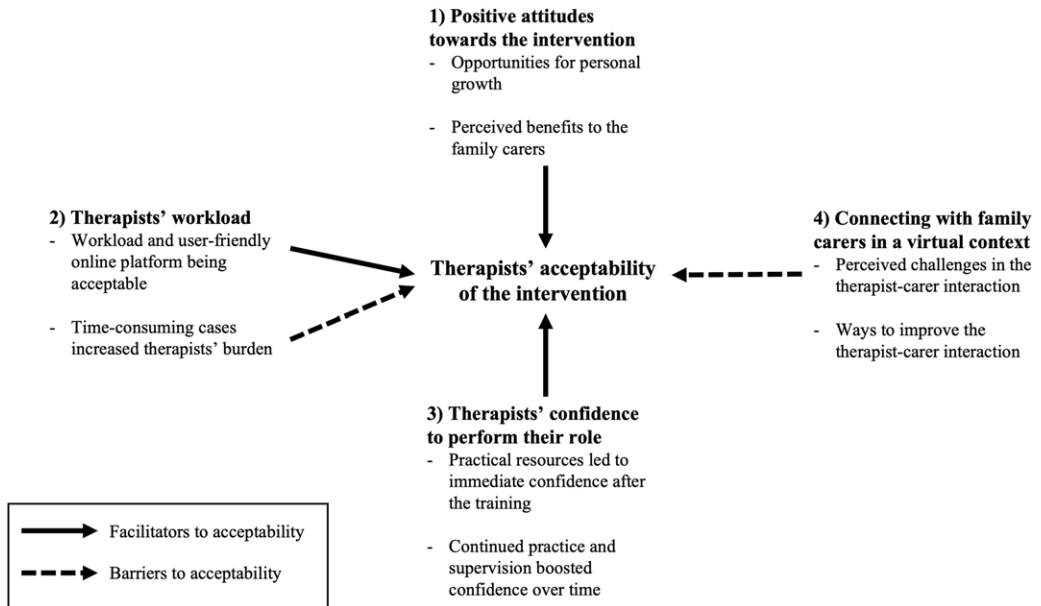 1) Positive attitudes
towards the intervention
- Opportunities for personal
growth
- Perceived benefits to the
family carers
2) Therapists’ workload
- Workload and user-friendly
online platform being
acceptable
- Time-consuming cases
increased therapists’ burden
Therapists’ acceptability
of the intervention
4) Connecting with family
carers in a virtual context
- Perceived challenges in the
therapist-carer interaction
- Ways to improve the
therapist-carer interaction
3) Therapists’ confidence
to perform their role
- Practical resources led to
immediate confidence after
the training
- Continued practice and
supervision boosted
confidence over time
Facilitators to acceptability
Barriers to acceptability